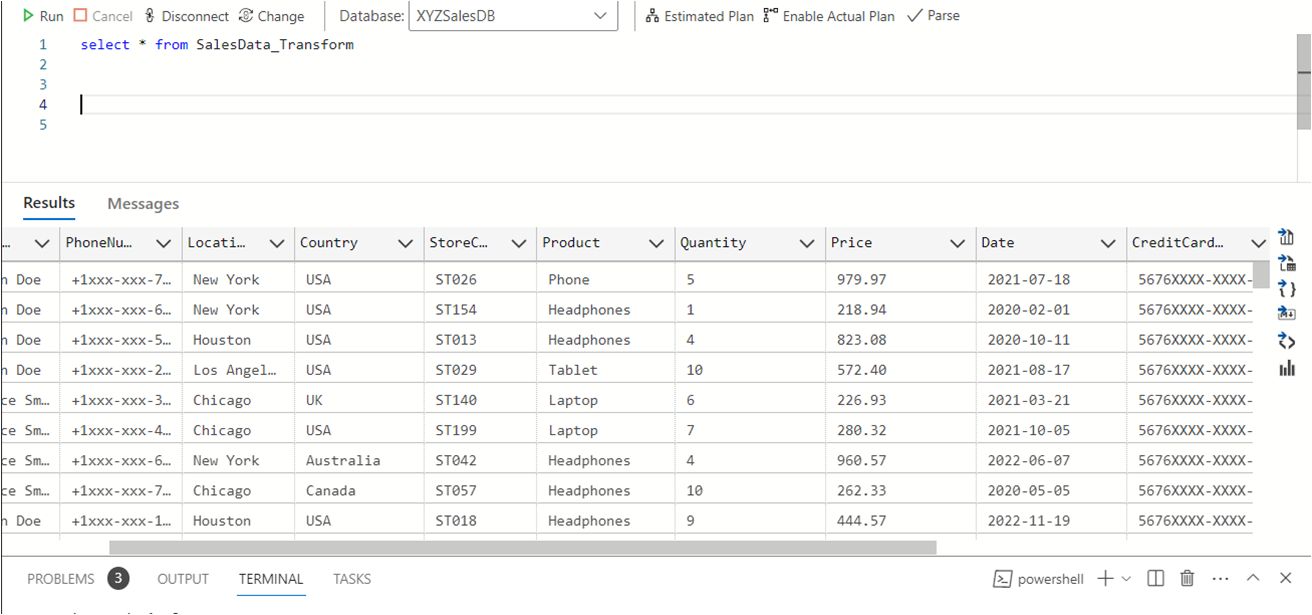 Run Cancel Disconnect Change Database: XYZSalesDB Estimated Plan Enable Actual Plan Parse
1 select * from SalesData_Transform
2
3
4
5
Results Messages
... PhoneNu... Locati... Country StoreC... Product Quantity Price Date CreditCard...
n Doe +1xxx-xxx-7... New York USA ST026 Phone 5 979.97 2021-07-18 5676XXXX-XXXX-
n Doe +1xxx-xxx-6... New York USA ST154 Headphones 1 218.94 2020-02-01 5676XXXX-XXXX-
n Doe +1xxx-xxx-5... Houston USA ST013 Headphones 4 823.08 2020-10-11 5676XXXX-XXXX-
n Doe +1xxx-xxx-2... Los Angel... USA ST029 Tablet 10 572.40 2021-08-17 5676XXXX-XXXX-
ce Sm... +1xxx-xxx-3... Chicago UK ST140 Laptop 6 226.93 2021-03-21 5676XXXX-XXXX-
ce Sm... +1xxx-xxx-4... Chicago USA ST199 Laptop 7 280.32 2021-10-05 5676XXXX-XXXX-
ce Sm... +1xxx-xxx-6... New York Australia ST042 Headphones 4 960.57 2022-06-07 5676XXXX-XXXX-
ce Sm... +1xxx-xxx-7... Chicago Canada ST057 Headphones 10 262.33 2020-05-05 5676XXXX-XXXX-
n Doe +1xxx-xxx-1... Houston USA ST018 Headphones 9 444.57 2022-11-19 5676XXXX-XXXX-
PROBLEMS 3 OUTPUT TERMINAL TASKS powershell